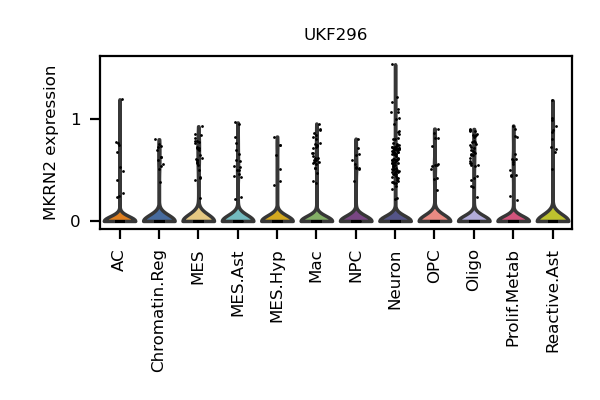 UKF296
MKRN2 expression
1
0
AC
Chromatin.Reg
MES
MES.Ast
MES.Hyp
Mac
NPC
Neuron
OPC
Oligo
Prolif.Metab
Reactive.Ast